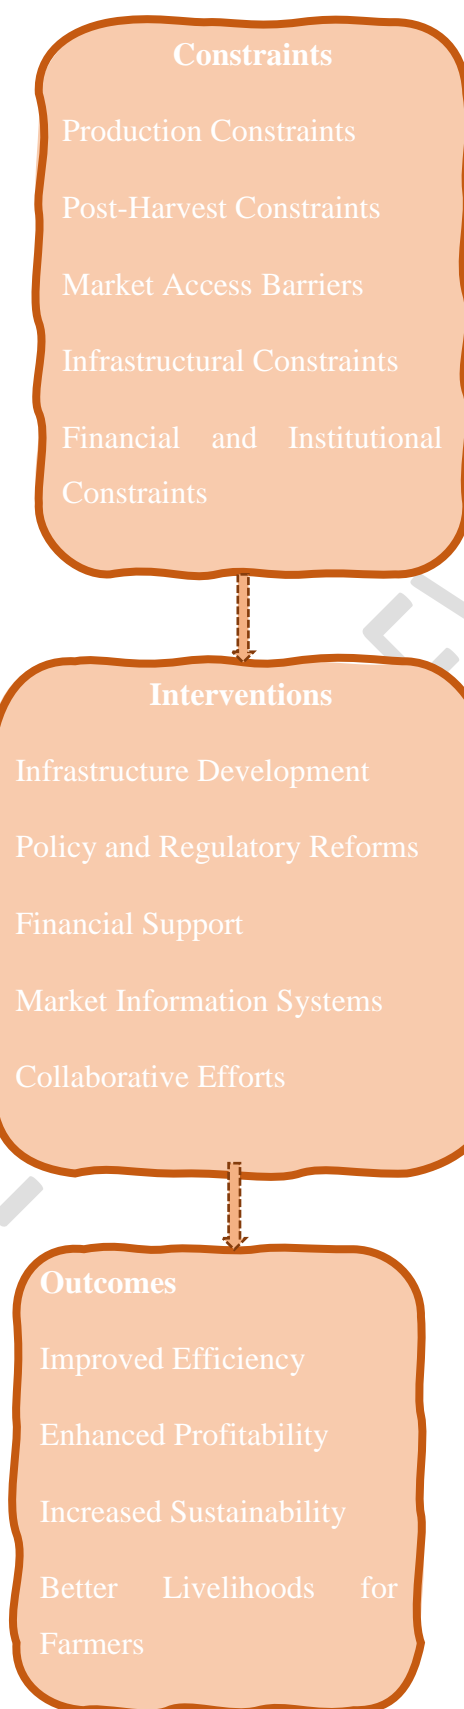 Constraints
Production Constraints
Post-Harvest Constraints
Market Access Barriers
Infrastructural Constraints
Financial and Institutional
Constraints
Interventions
Infrastructure Development
Policy and Regulatory Reforms
Financial Support
Market Information Systems
Collaborative Efforts
Outcomes
Improved Efficiency
Enhanced Profitability
Increased Sustainability
Better Livelihoods for
Farmers